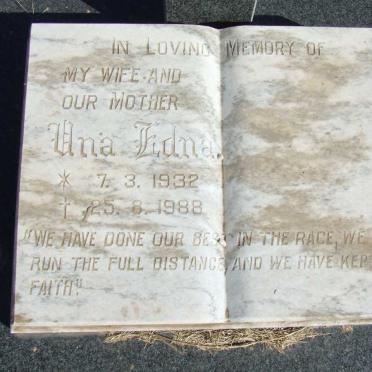 IN LOVING MEMORY OF
MY WIFE AND
OUR MOTHER
Una Edna
* 7. 3. 1932
† 25. 8. 1988
"WE HAVE DONE OUR BEST IN THE RACE, WE
RUN THE FULL DISTANCE, AND WE HAVE KEP
FAITH"